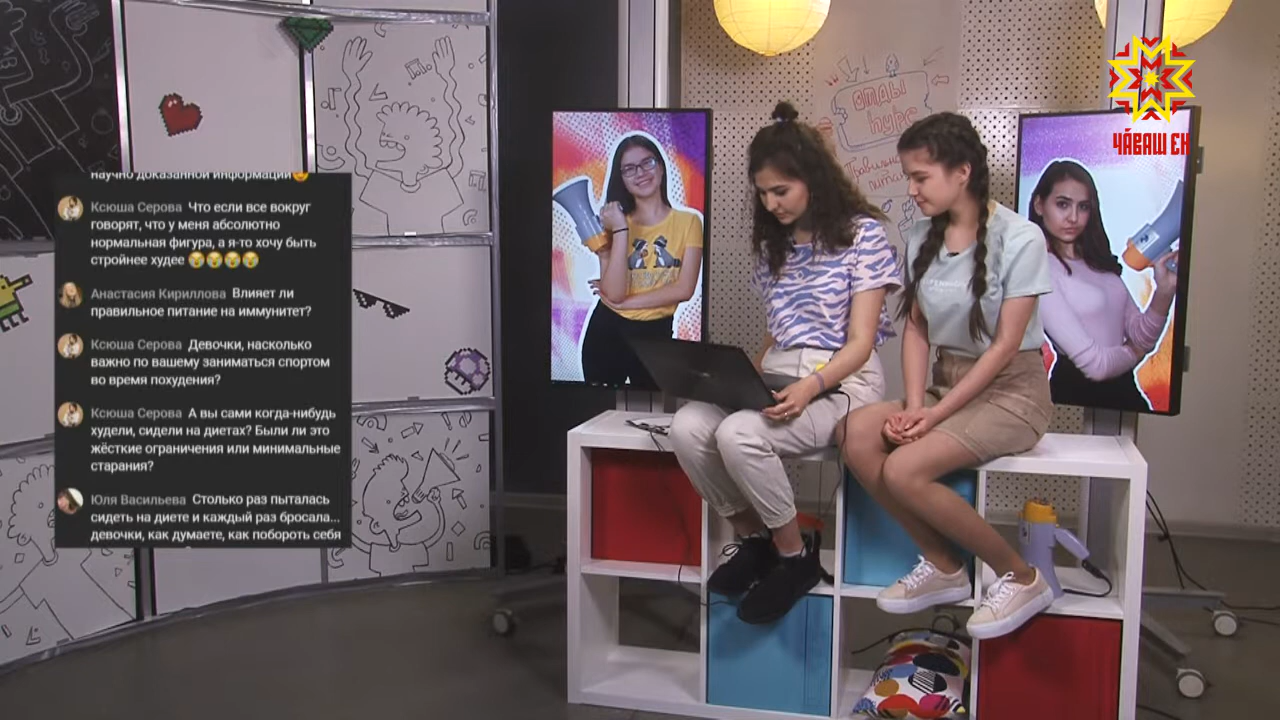 научно доказанной информации
Ксюша Серова Что если все вокруг
говорят, что у меня абсолютно
нормальная фигура, а я-то хочу быть
стройнее худее
Анастасия Кириллова Влияет ли
правильное питание на иммунитет?
Ксюша Серова Девочки, насколько
важно по вашему заниматься спортом
во время похудения?
Ксюша Серова А вы сами когда-нибудь
худели, сидели на диетах? Были ли это
жёсткие ограничения или минимальные
старания?
Юля Васильева Столько раз пыталась
сидеть на диете и каждый раз бросала...
девочки, как думаете, как побороть себя
ЧӐВАШ ЕН